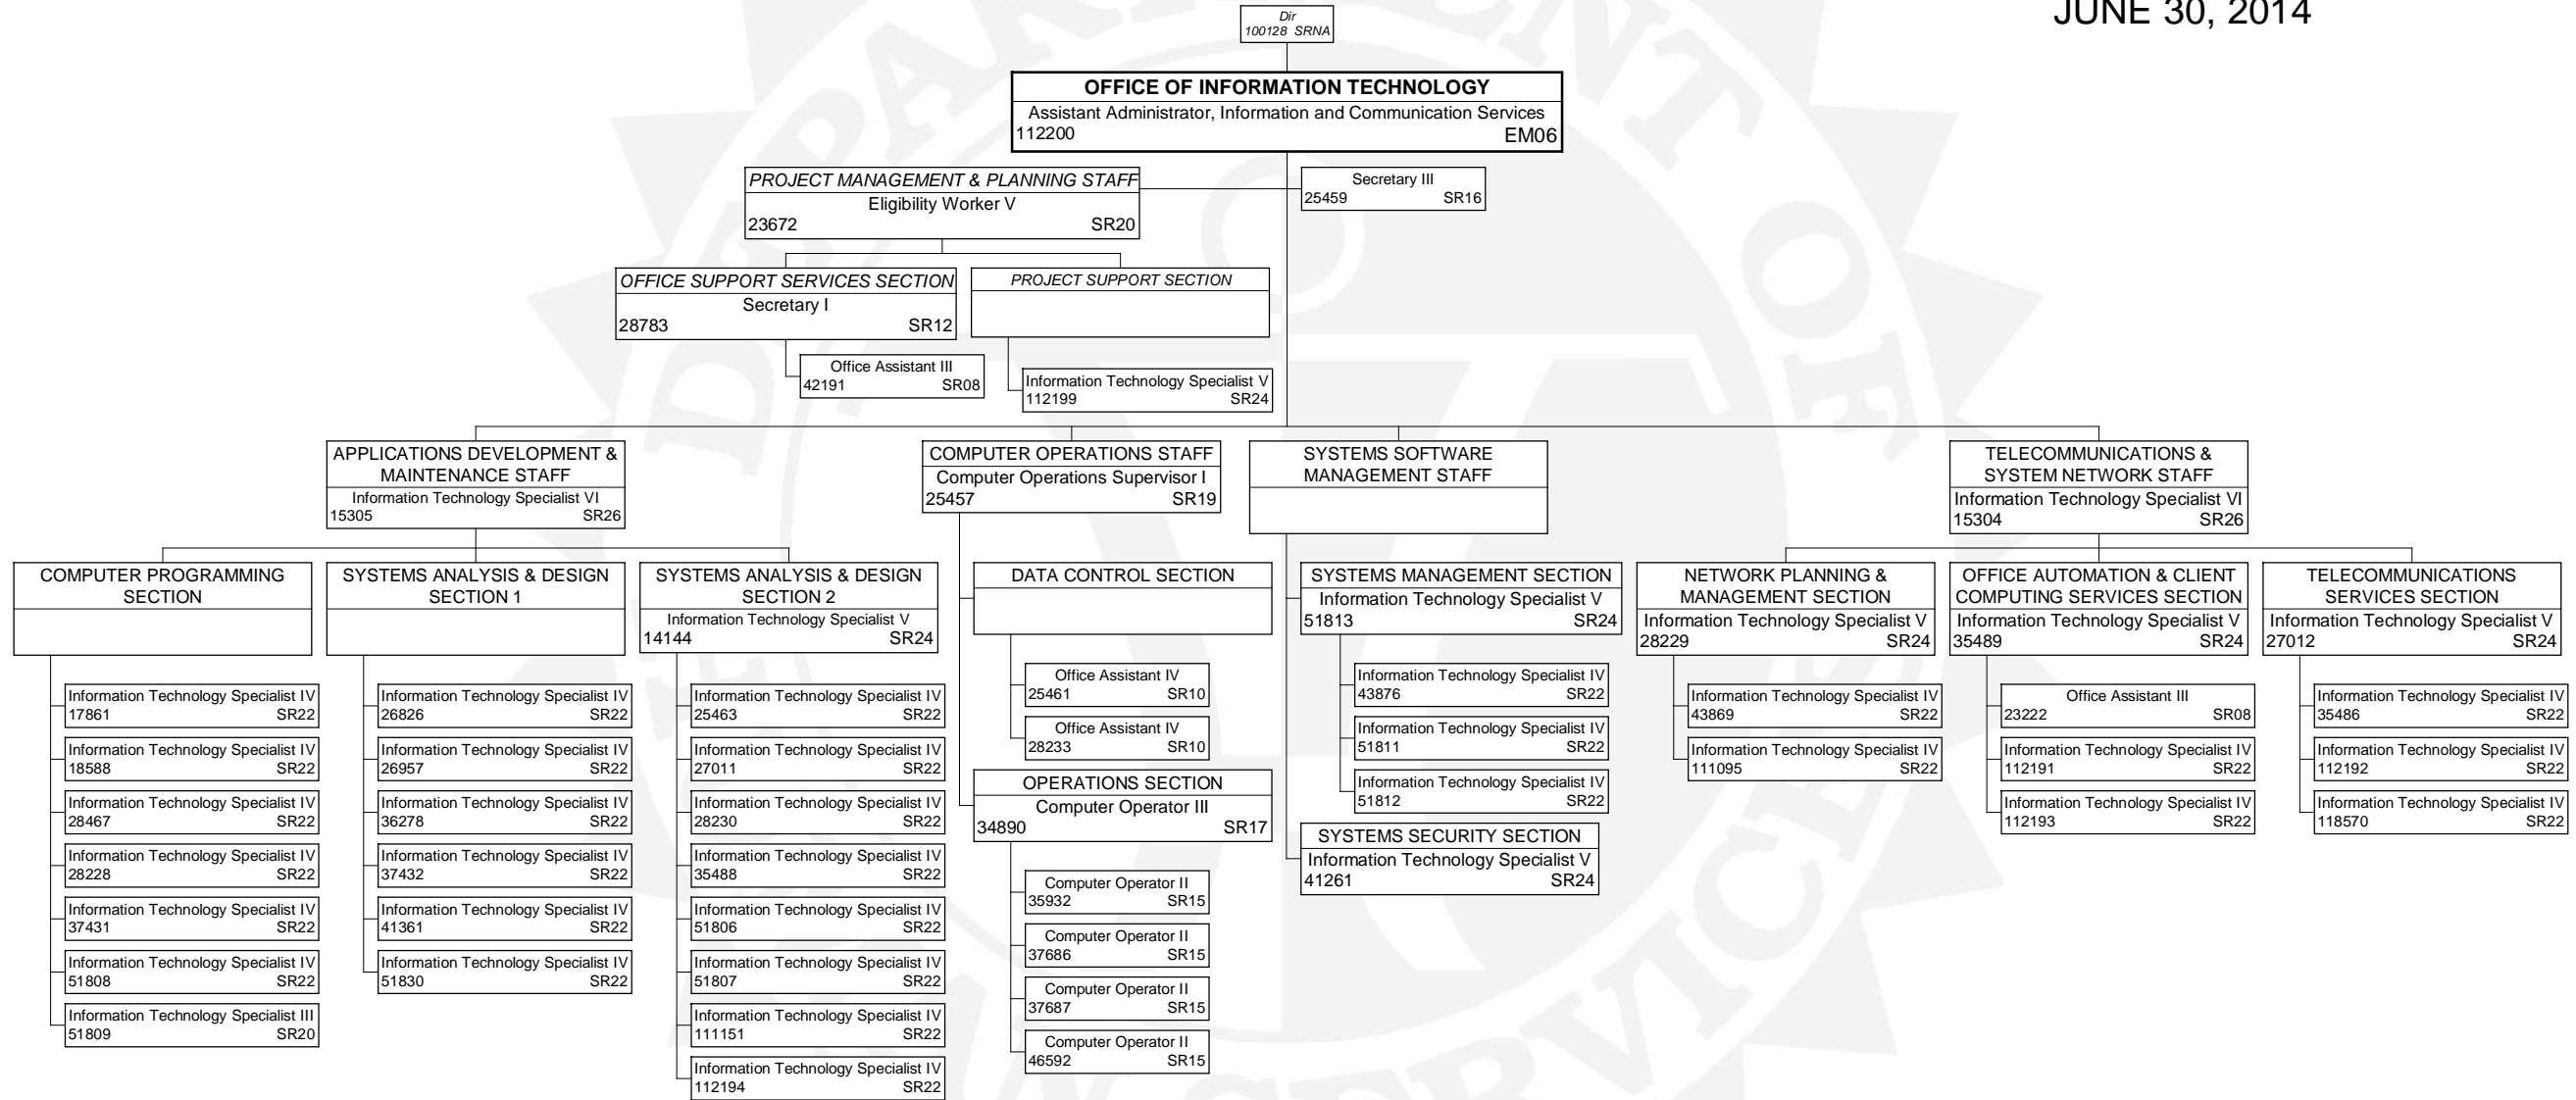 JUNE 30, 2014
Dir
100128 SRNA
OFFICE OF INFORMATION TECHNOLOGY
Assistant Administrator, Information and Communication Services
112200 EM06
PROJECT MANAGEMENT & PLANNING STAFF
Eligibility Worker V
23672 SR20
Secretary III
25459 SR16
OFFICE SUPPORT SERVICES SECTION
Secretary I
28783 SR12
PROJECT SUPPORT SECTION
Office Assistant III
42191 SR08
Information Technology Specialist V
112199 SR24
APPLICATIONS DEVELOPMENT &
MAINTENANCE STAFF
Information Technology Specialist VI
15305 SR26
COMPUTER OPERATIONS STAFF
Computer Operations Supervisor I
25457 SR19
SYSTEMS SOFTWARE
MANAGEMENT STAFF
TELECOMMUNICATIONS &
SYSTEM NETWORK STAFF
Information Technology Specialist VI
15304 SR26
COMPUTER PROGRAMMING
SECTION
Information Technology Specialist IV
17861 SR22
Information Technology Specialist IV
18588 SR22
Information Technology Specialist IV
28467 SR22
Information Technology Specialist IV
28228 SR22
Information Technology Specialist IV
37431 SR22
Information Technology Specialist IV
51808 SR22
Information Technology Specialist III
51809 SR20
SYSTEMS ANALYSIS & DESIGN
SECTION 1
Information Technology Specialist IV
26826 SR22
Information Technology Specialist IV
26957 SR22
Information Technology Specialist IV
36278 SR22
Information Technology Specialist IV
37432 SR22
Information Technology Specialist IV
41361 SR22
Information Technology Specialist IV
51830 SR22
SYSTEMS ANALYSIS & DESIGN
SECTION 2
Information Technology Specialist V
14144 SR24
Information Technology Specialist IV
25463 SR22
Information Technology Specialist IV
27011 SR22
Information Technology Specialist IV
28230 SR22
Information Technology Specialist IV
35488 SR22
Information Technology Specialist IV
51806 SR22
Information Technology Specialist IV
51807 SR22
Information Technology Specialist IV
111151 SR22
Information Technology Specialist IV
112194 SR22
DATA CONTROL SECTION
Office Assistant IV
25461 SR10
Office Assistant IV
28233 SR10
OPERATIONS SECTION
Computer Operator III
34890 SR17
Computer Operator II
35932 SR15
Computer Operator II
37686 SR15
Computer Operator II
37687 SR15
Computer Operator II
46592 SR15
SYSTEMS MANAGEMENT SECTION
Information Technology Specialist V
51813 SR24
Information Technology Specialist IV
43876 SR22
Information Technology Specialist IV
51811 SR22
Information Technology Specialist IV
51812 SR22
SYSTEMS SECURITY SECTION
Information Technology Specialist V
41261 SR24
NETWORK PLANNING &
MANAGEMENT SECTION
Information Technology Specialist V
28229 SR24
Information Technology Specialist IV
43869 SR22
Information Technology Specialist IV
111095 SR22
OFFICE AUTOMATION & CLIENT
COMPUTING SERVICES SECTION
Information Technology Specialist V
35489 SR24
Office Assistant III
23222 SR08
Information Technology Specialist IV
112191 SR22
Information Technology Specialist IV
112193 SR22
TELECOMMUNICATIONS
SERVICES SECTION
Information Technology Specialist V
27012 SR24
Information Technology Specialist IV
35486 SR22
Information Technology Specialist IV
112192 SR22
Information Technology Specialist IV
118570 SR22